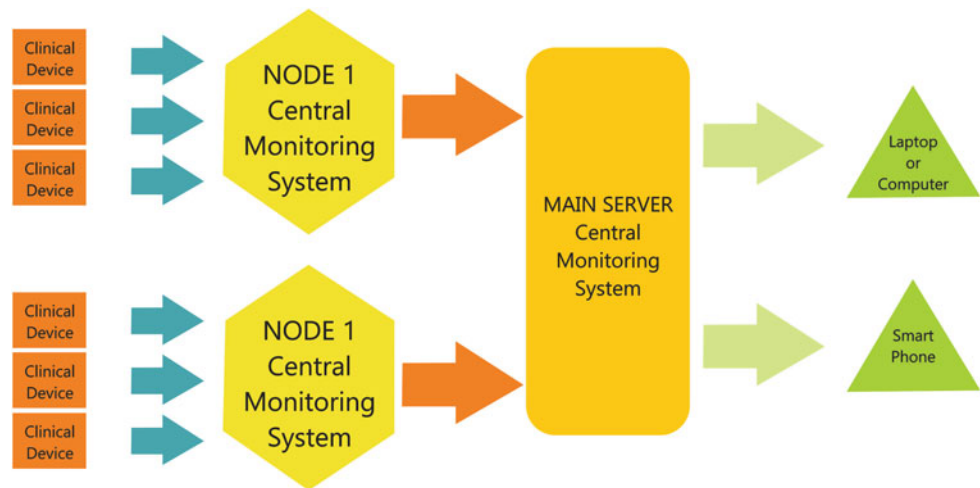 Clinical
Device
Clinical
Device
Clinical
Device
NODE 1
Central
Monitoring
System
MAIN SERVER
Central
Monitoring
System
Laptop
or
Computer
Clinical
Device
Clinical
Device
Clinical
Device
NODE 1
Central
Monitoring
System
Smart
Phone